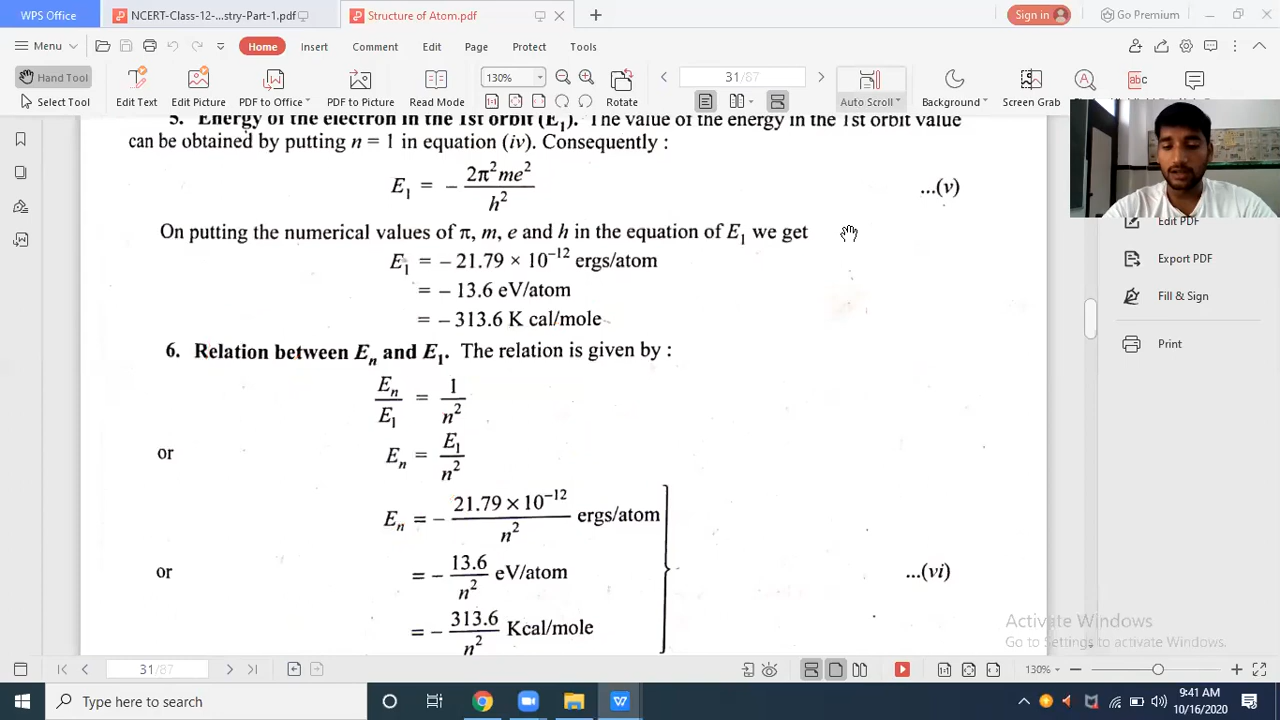 WPS Office
NCERT-Class-12-...stry-Part-1.pdf
Structure of Atom.pdf
Sign in
Go Premium
Menu
Home
Insert
Comment
Edit
Page
Protect
Tools
Hand Tool
Select Text
Edit Text
Edit Picture
PDF to Office
PDF to Picture
Read Mode
130%
Rotate
31/67
Auto Scroll
Background
Screen Grab
5. Energy of the electron in the 1st orbit (E₁). The value of the energy in the 1st orbit value
can be obtained by putting n = 1 in equation (iv). Consequently :
E₁ = − 2π²me² / h² ...(v)
On putting the numerical values of π, m, e and h in the equation of E₁ we get
E₁ = − 21.79 × 10⁻¹² ergs/atom
= − 13.6 eV/atom
= − 313.6 K cal/mole
6. Relation between Eₙ and E₁. The relation is given by :
Eₙ / E₁ = 1 / n²
or Eₙ = E₁ / n²
Eₙ = − 21.79 × 10⁻¹² / n² ergs/atom
or = − 13.6 / n² eV/atom ...(vi)
= − 313.6 / n² Kcal/mole
Edit PDF
Export PDF
Fill & Sign
Print
Activate Windows
Go to Settings to activate Windows.
31/67
130%
Type here to search
9:41 AM
10/16/2020